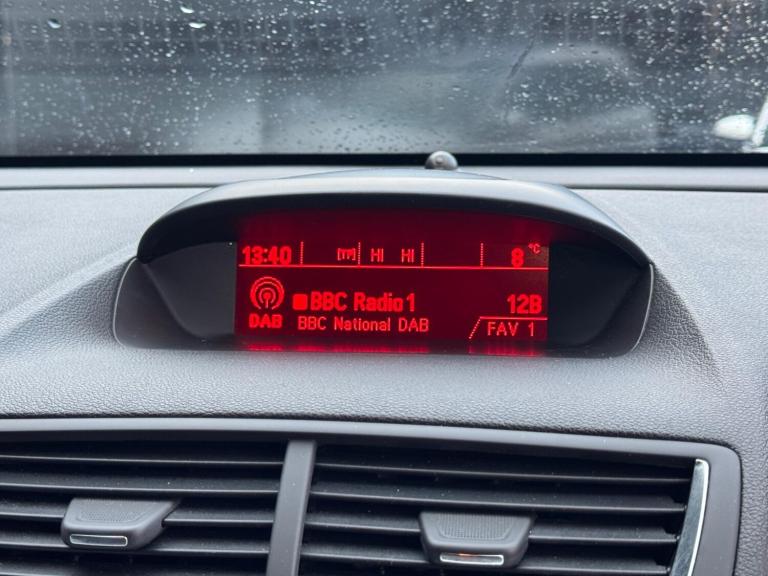 13:40 HI HI 8 °C
BBC Radio 1 12B
DAB BBC National DAB FAV 1